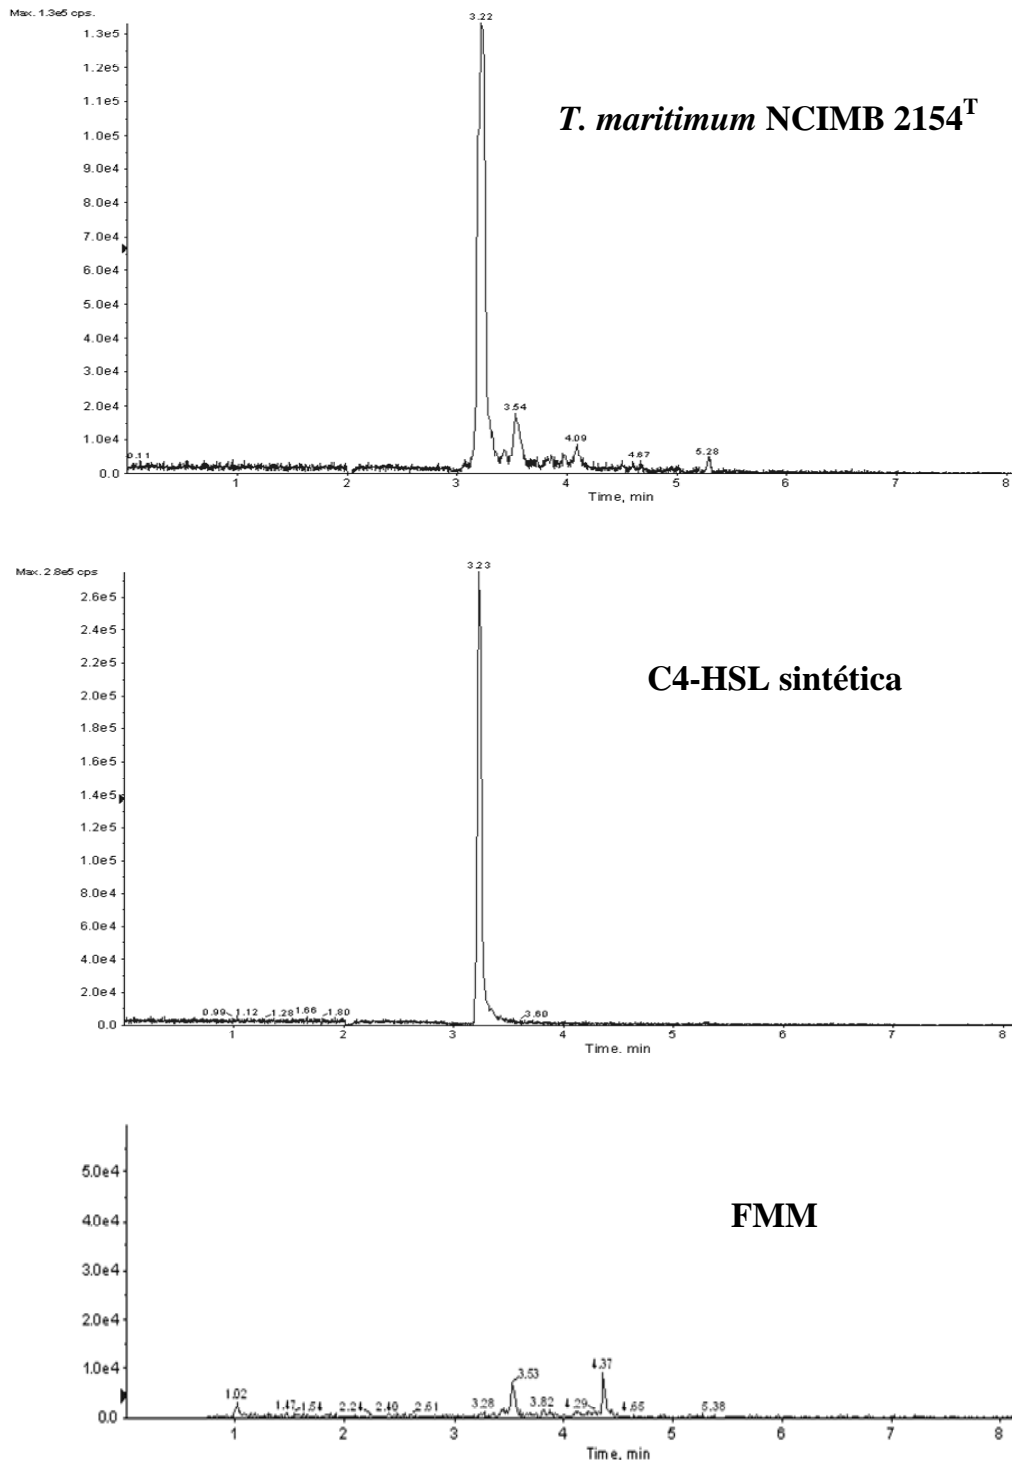 Max. 1.3e5 cps.
3.22
1.3e5
1.2e5
1.1e5
1.0e5
9.0e4
8.0e4
7.0e4
6.0e4
5.0e4
4.0e4
3.0e4
2.0e4
1.0e4
0.0
T. maritimum NCIMB 2154T
0.11
3.54
4.09
4.67
5.28
1 2 3 4 5 6 7 8
Time, min
Max. 2.8e5 cps
3.23
2.6e5
2.4e5
2.2e5
2.0e5
1.8e5
1.6e5
1.4e5
1.2e5
1.0e5
8.0e4
6.0e4
4.0e4
2.0e4
0.0
C4-HSL sintética
0.99 1.12 1.28 1.66 1.80
3.60
1 2 3 4 5 6 7 8
Time, min
5.0e4
4.0e4
3.0e4
2.0e4
1.0e4
0.0
FMM
1.02
1.47 1.54 2.24 2.40 2.61 3.28
3.53
3.82 4.29
4.37
4.65 5.38
1 2 3 4 5 6 7 8
Time, min